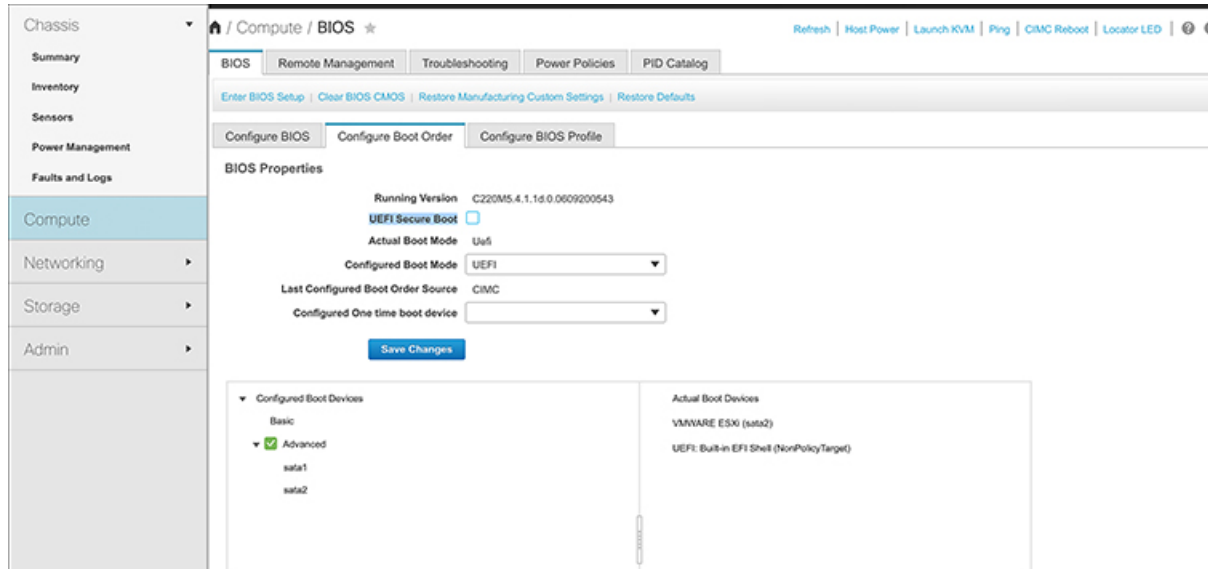 Chassis
Summary
Inventory
Sensors
Power Management
Faults and Logs
Compute
Networking
Storage
Admin
/ Compute / BIOS
Refresh | Host Power | Launch KVM | Ping | CIMC Reboot | Locator LED |
BIOS Remote Management Troubleshooting Power Policies PID Catalog
Enter BIOS Setup | Clear BIOS CMOS | Restore Manufacturing Custom Settings | Restore Defaults
Configure BIOS Configure Boot Order Configure BIOS Profile
BIOS Properties
Running Version C220M5.4.1.1d.0.0609200543
UEFI Secure Boot
Actual Boot Mode Uefi
Configured Boot Mode UEFI
Last Configured Boot Order Source CIMC
Configured One time boot device
Save Changes
Configured Boot Devices
Basic
Advanced
sata1
sata2
Actual Boot Devices
VMWARE ESXi (sata2)
UEFI: Built-in EFI Shell (NonPolicyTarget)